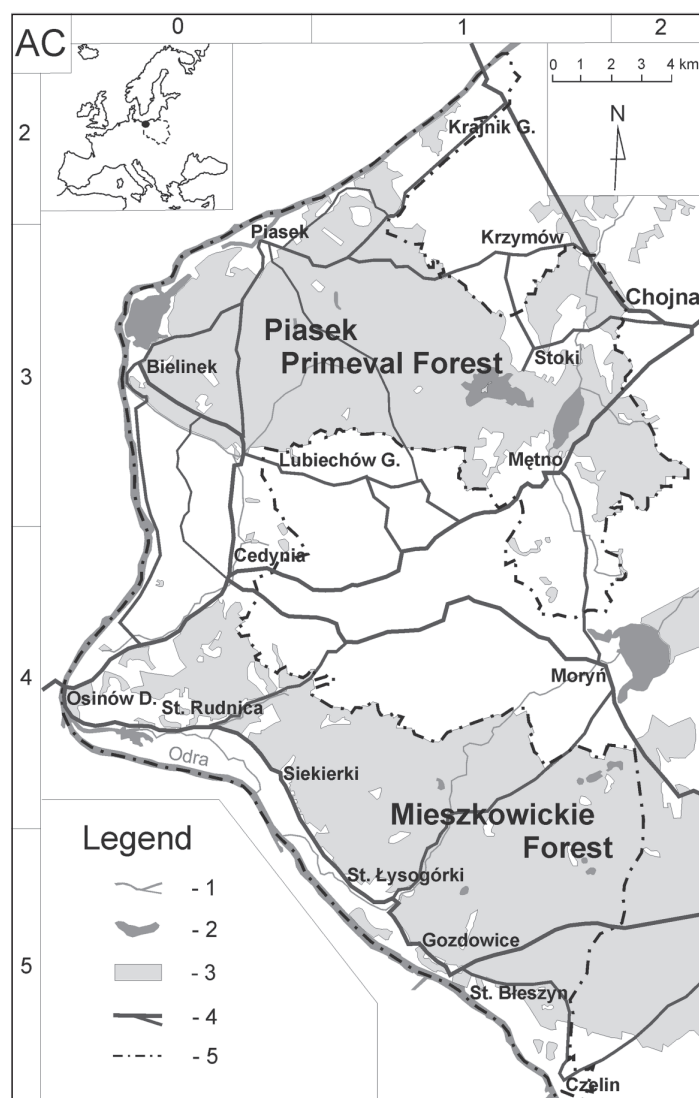 AC
0
1
2
0 1 2 3 4 km
N
2
Krajnik G.
Piasek
Krzymów
Chojna
Piasek
Primeval Forest
Stoki
3
Bielinek
Lubiechów G.
Mętno
Cedynia
4
Moryń
Osinów D.
St. Rudnica
Odra
Siekierki
Mieszkowickie
Forest
Legend
St. Łysogórki
- 1
- 2
Gozdowice
5
- 3
St. Błeszyn
- 4
- 5
Czelin